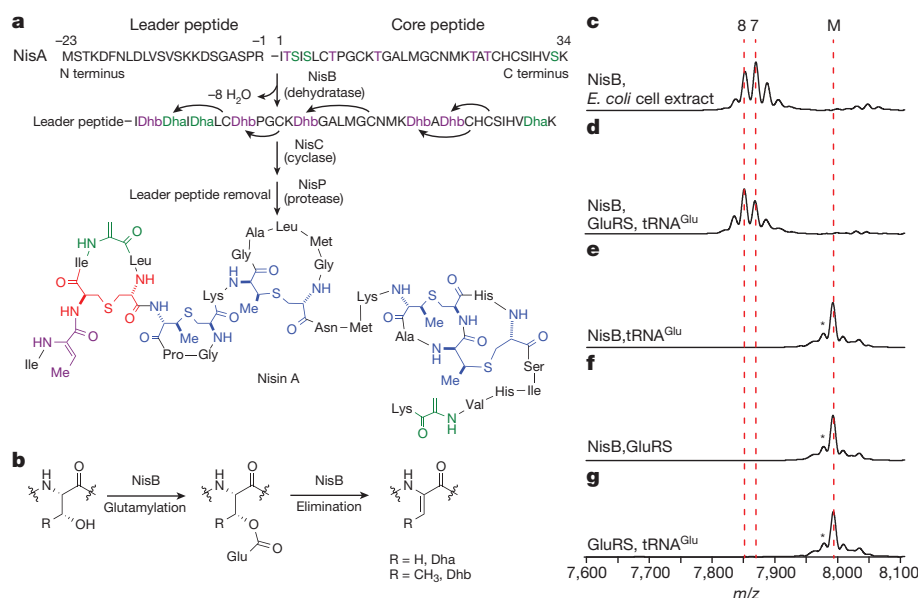 a
Leader peptide
Core peptide
−23
−1
1
34
NisA
MSTKDFNLDLVSVSKKDSGASPR
–ITSISLCTPGCKTGALMGCNMKTATCHCSIHVSK
N terminus
C terminus
−8 H2O
NisB
(dehydratase)
Leader peptide–IDhbDhaIDhaLCDhbPGCKDhbGALMGCNMKDhbADhbCHCSIHVDhaK
NisC
(cyclase)
Leader peptide removal
NisP
(protease)
HN
O
Ile
Leu
O
NH
HN
S
O
O
HN
Ile
Me
HN
O
S
Me
NH
O
Pro
Gly
Lys
HN
Gly
Ala
Leu
Met
Gly
O
S
Me
NH
O
Asn
Met
Lys
HN
O
S
O
His
Me
NH
Ala
O
HN
Me
S
NH
O
Ser
Ile
His
Val
HN
O
Lys
Nisin A
b
H
N
O
R
OH
NisB
Glutamylation
H
N
O
R
O
O
Glu
NisB
Elimination
H
N
O
R
R = H, Dha
R = CH3, Dhb
8 7 M
c
NisB,
E. coli cell extract
d
NisB,
GluRS, tRNAGlu
e
NisB,tRNAGlu
*
f
NisB,GluRS
*
g
GluRS, tRNAGlu
*
7,600 7,700 7,800 7,900 8,000 8,100
m/z